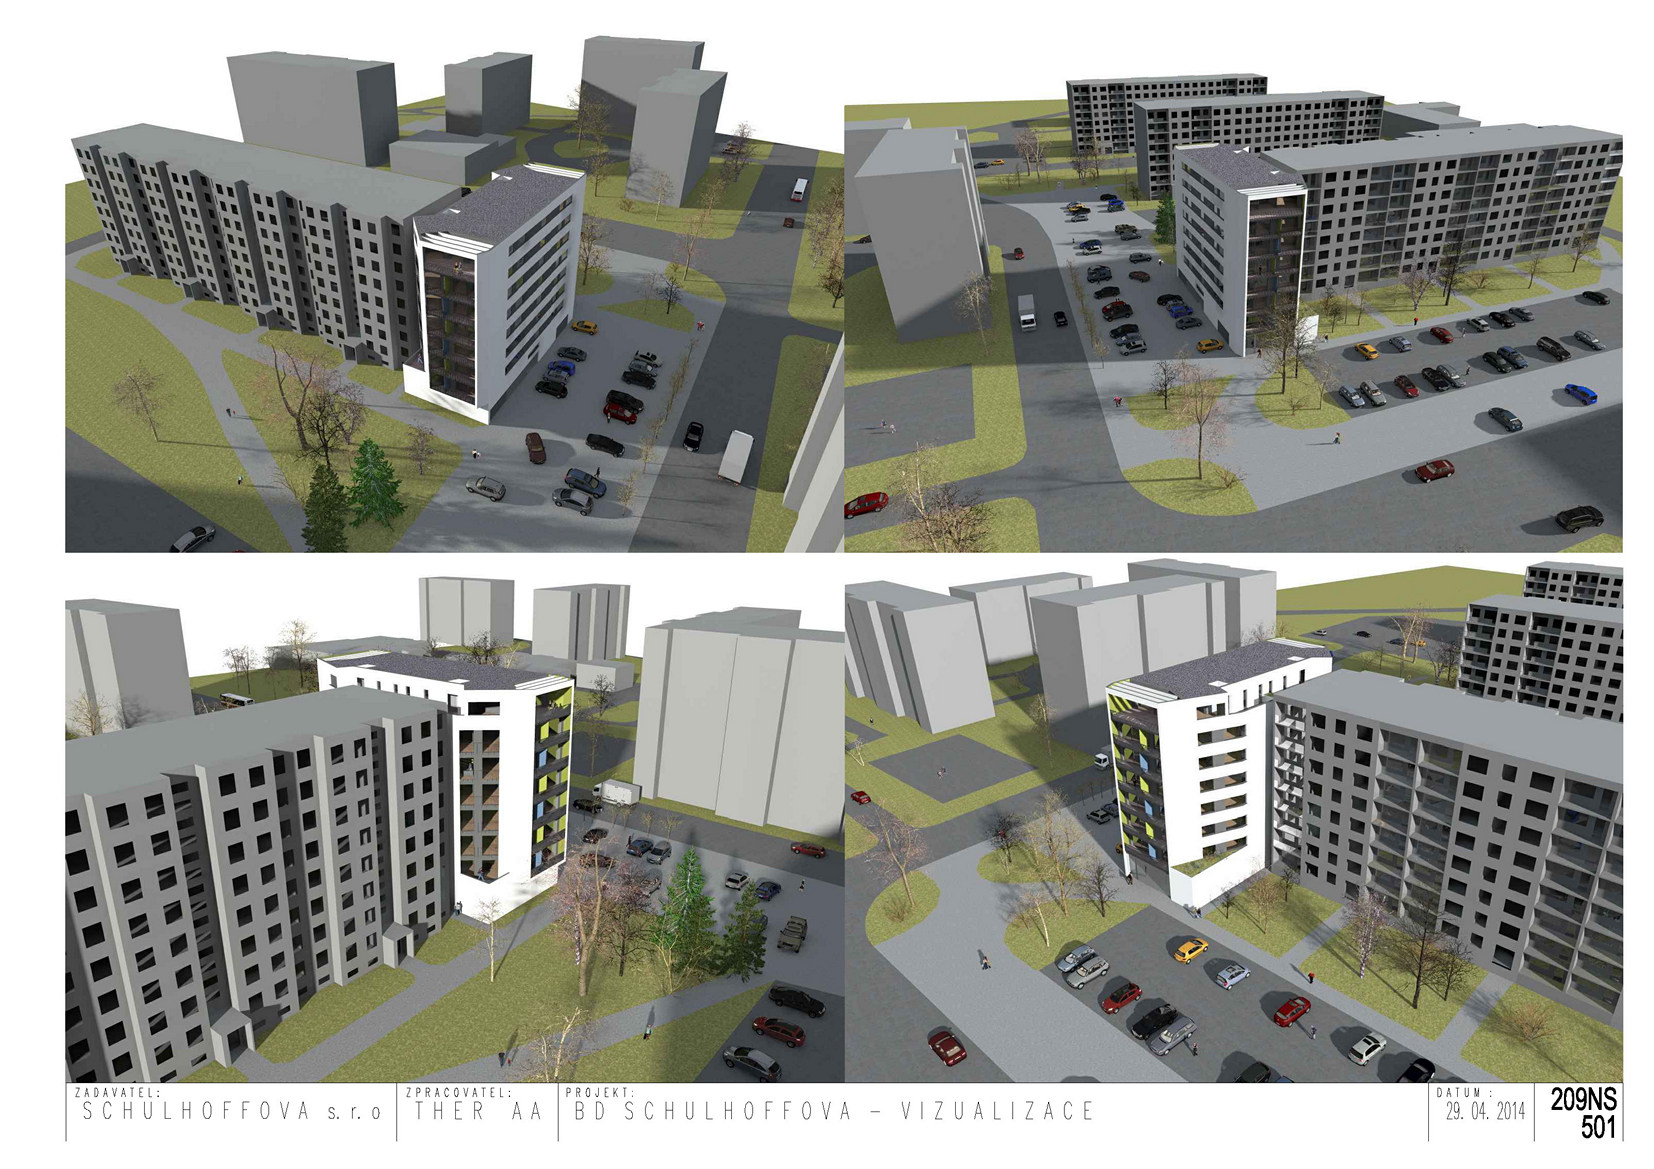 ZADAVATEL:
SCHULHOFFOVA s. r. o
ZPRACOVATEL:
THER AA
PROJEKT:
BD SCHULHOFFOVA – VIZUALIZACE
DATUM :
29. 04. 2014
209NS
501